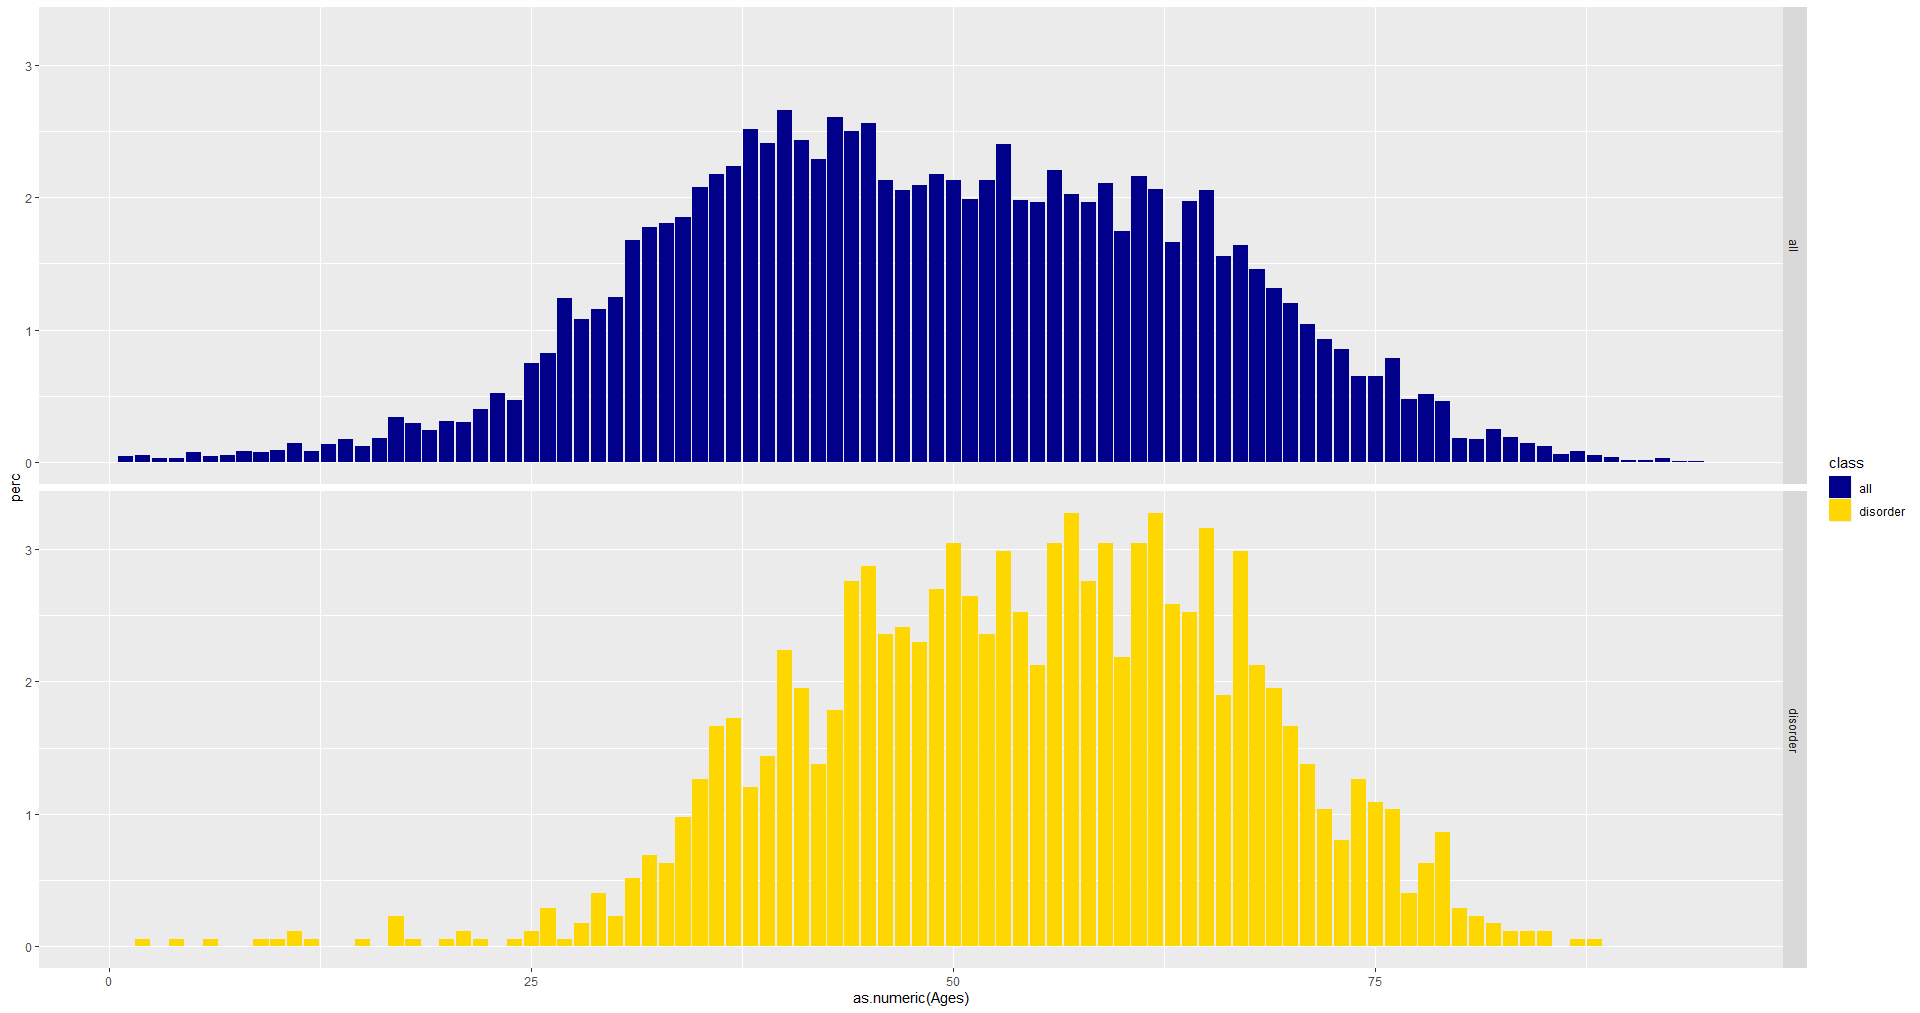 3
2
1
0
all
3
2
1
0
disorder
perc
0 25 50 75
as.numeric(Ages)
class
all
disorder